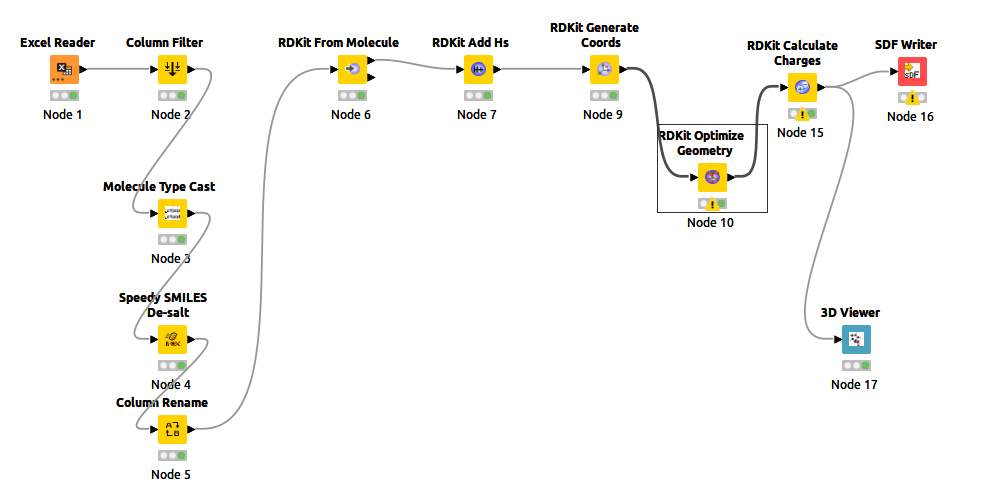 Excel Reader
Node 1
Column Filter
Node 2
Molecule Type Cast
Node 3
Speedy SMILES
De-salt
Node 4
Column Rename
Node 5
RDKit From Molecule
Node 6
RDKit Add Hs
Node 7
RDKit Generate
Coords
Node 9
RDKit Optimize
Geometry
Node 10
RDKit Calculate
Charges
Node 15
SDF Writer
SDF
Node 16
3D Viewer
Node 17